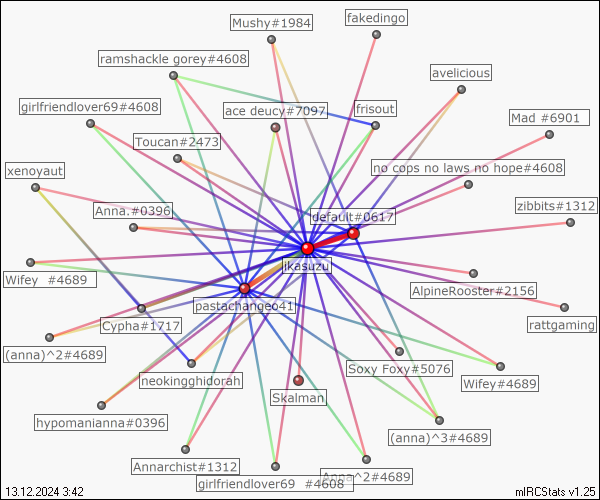 fakedingo
Mushy#1984
ramshackle gorey#4608
avelicious
girlfriendlover69#4608
ace deucy#7097
frisout
Mad #6901
Toucan#2473
xenoyaut
no cops no laws no hope#4608
Anna.#0396
default#0617
zibbits#1312
ikasuzu
Wifey #4689
AlpineRooster#2156
pastachangeo41
rattgaming
Cypha#1717
(anna)^2#4689
Soxy Foxy#5076
neokingghidorah
Wifey#4689
Skalman
hypomanianna#0396
(anna)^3#4689
Annarchist#1312
Anna^2#4689
girlfriendlover69 #4608
13.12.2024 3:42
mIRCStats v1.25